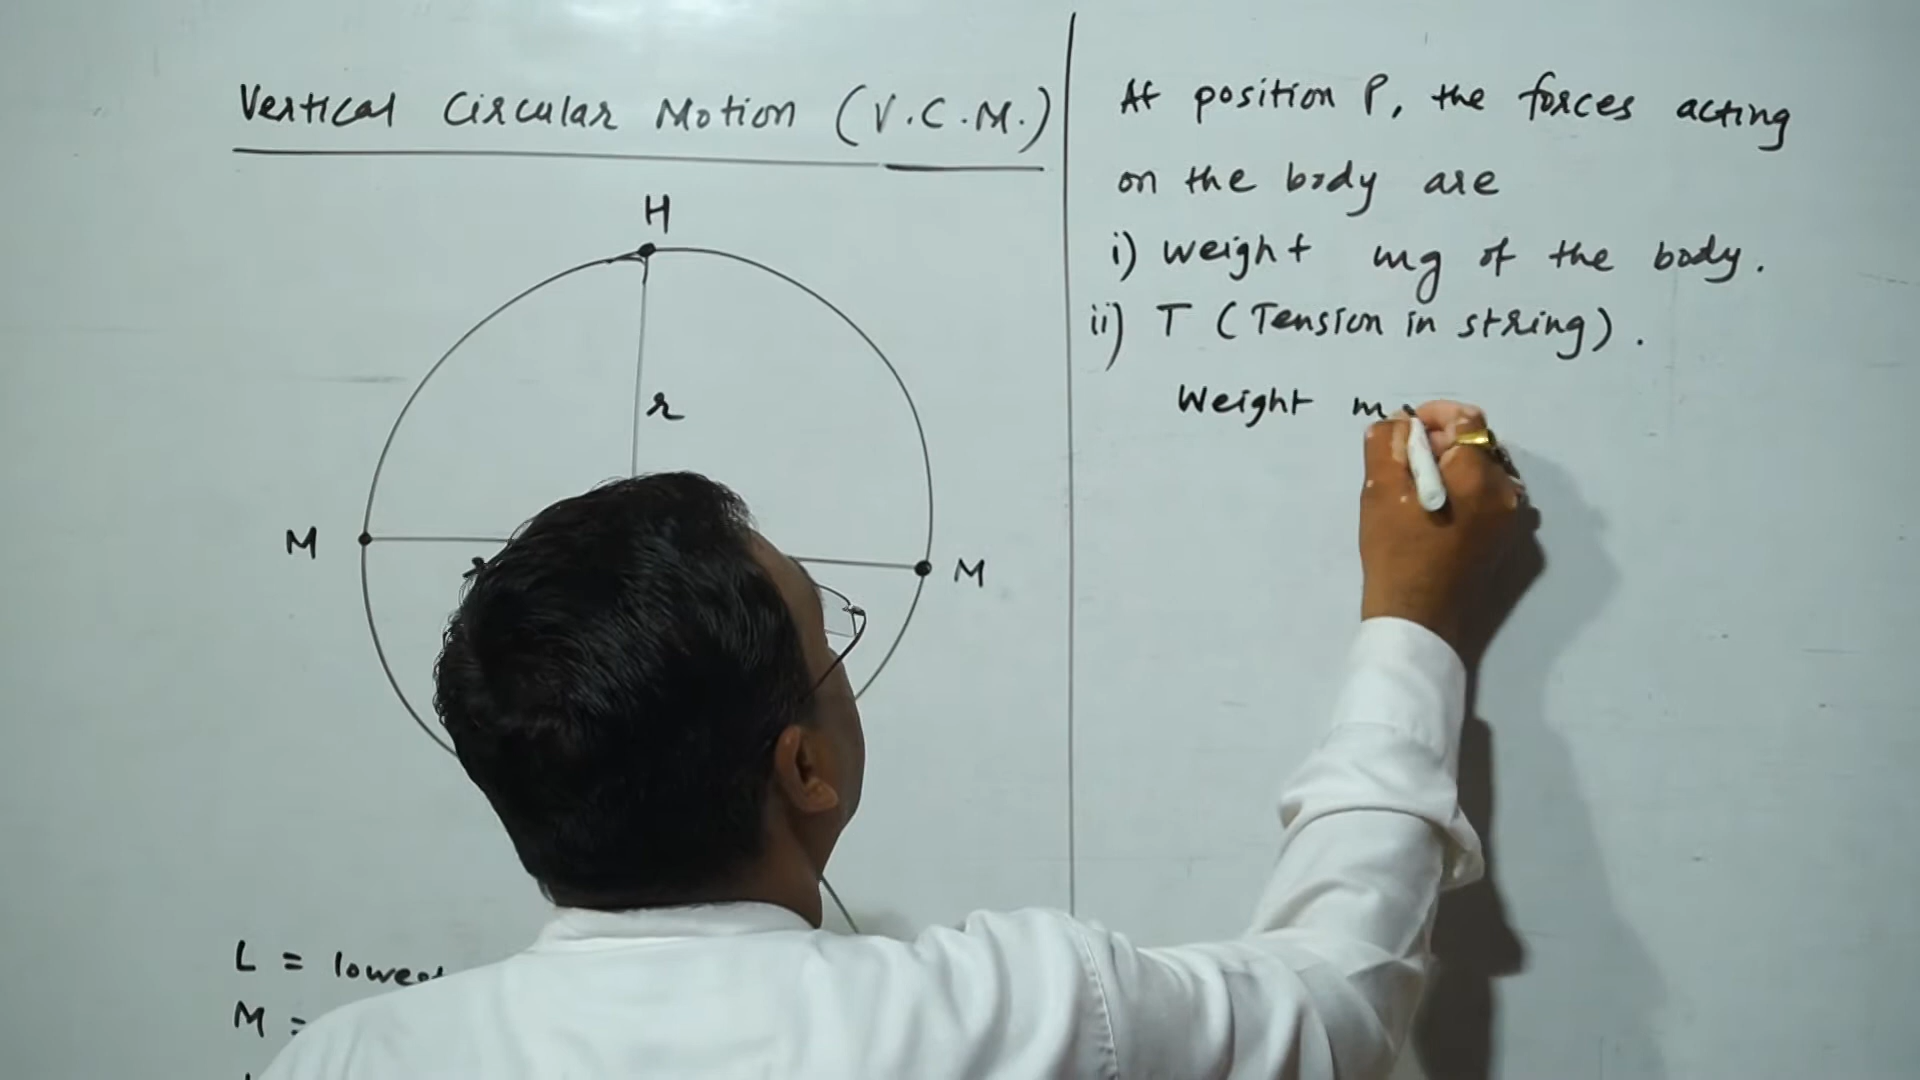 Vertical Circular Motion (V.C.M.)
H
r
M
M
L = lowest
M =
At position P, the forces acting
on the body are
i) Weight mg of the body.
ii) T (Tension in string).
Weight m